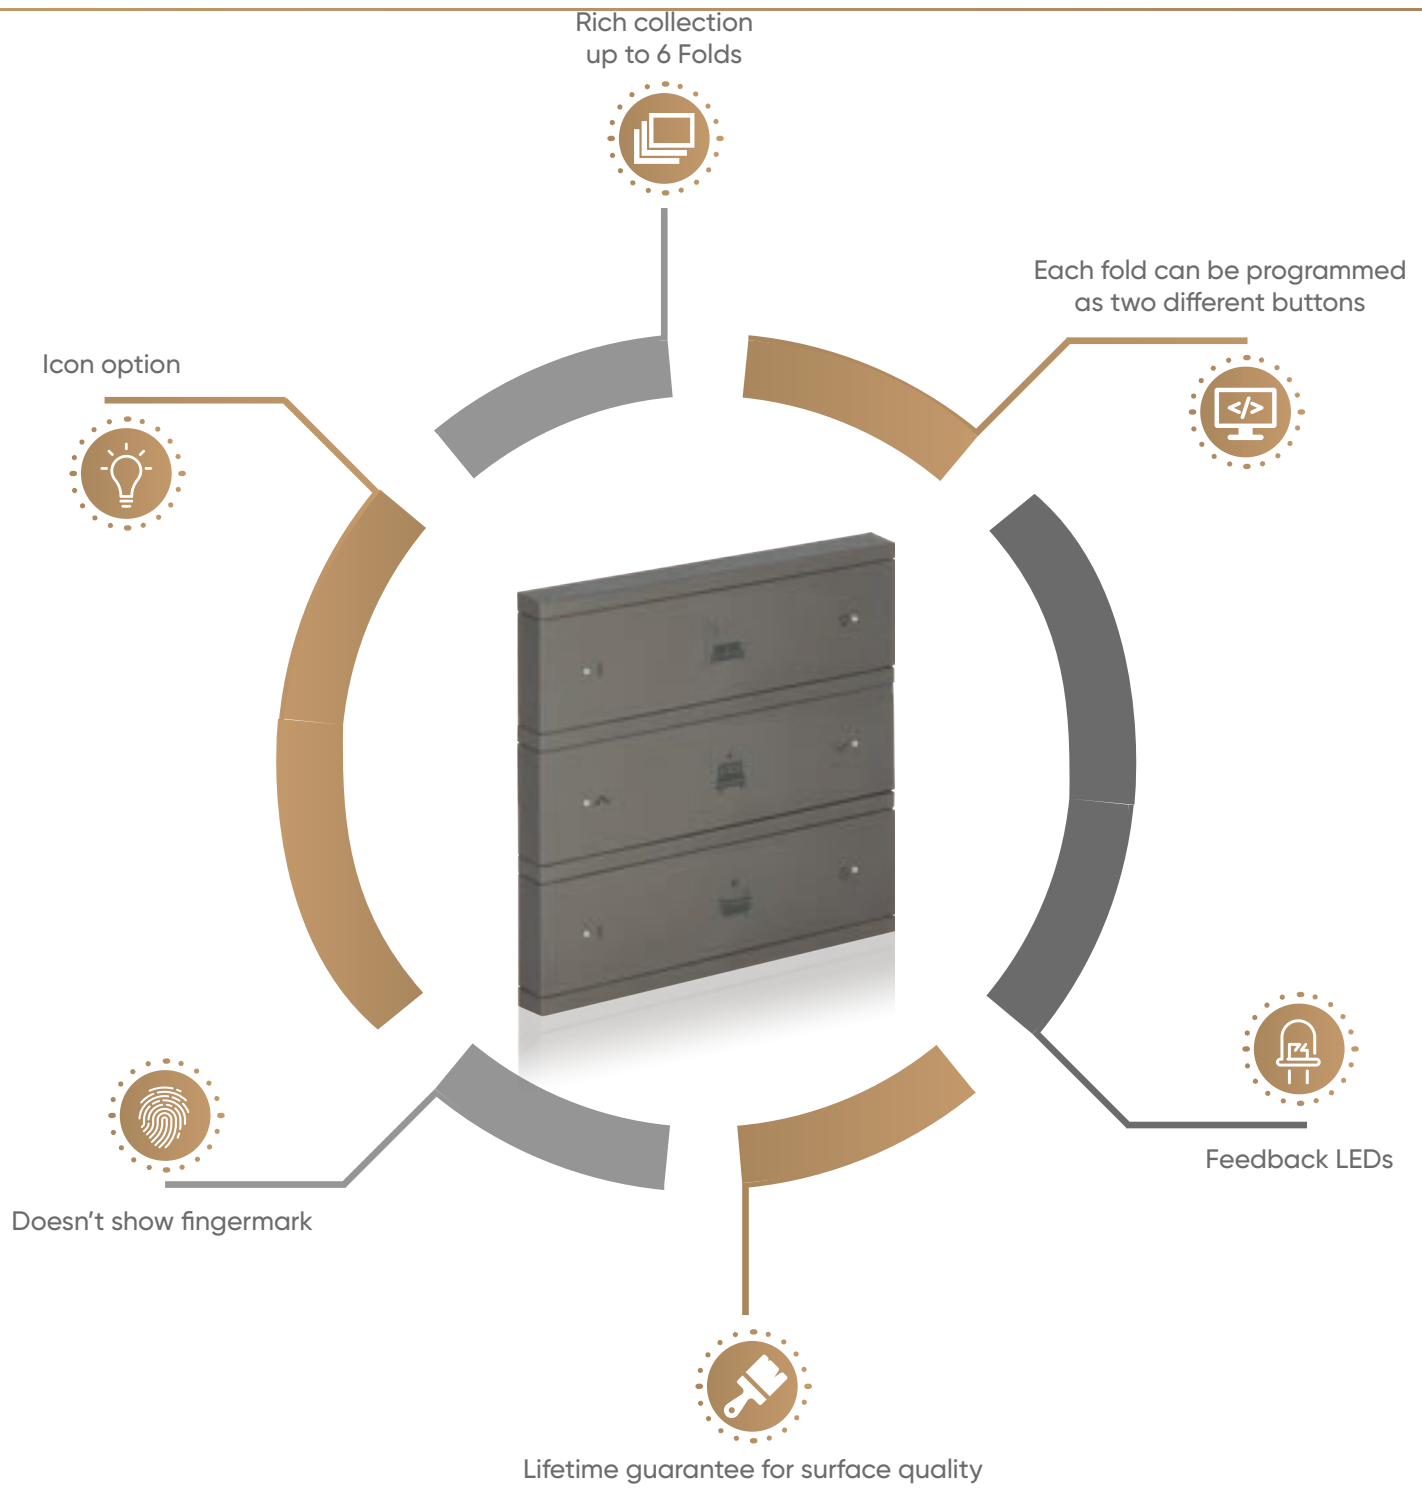 Rich collection
up to 6 Folds
Each fold can be programmed
as two different buttons
Icon option
</>
Feedback LEDs
Doesn’t show fingermark
Lifetime guarantee for surface quality